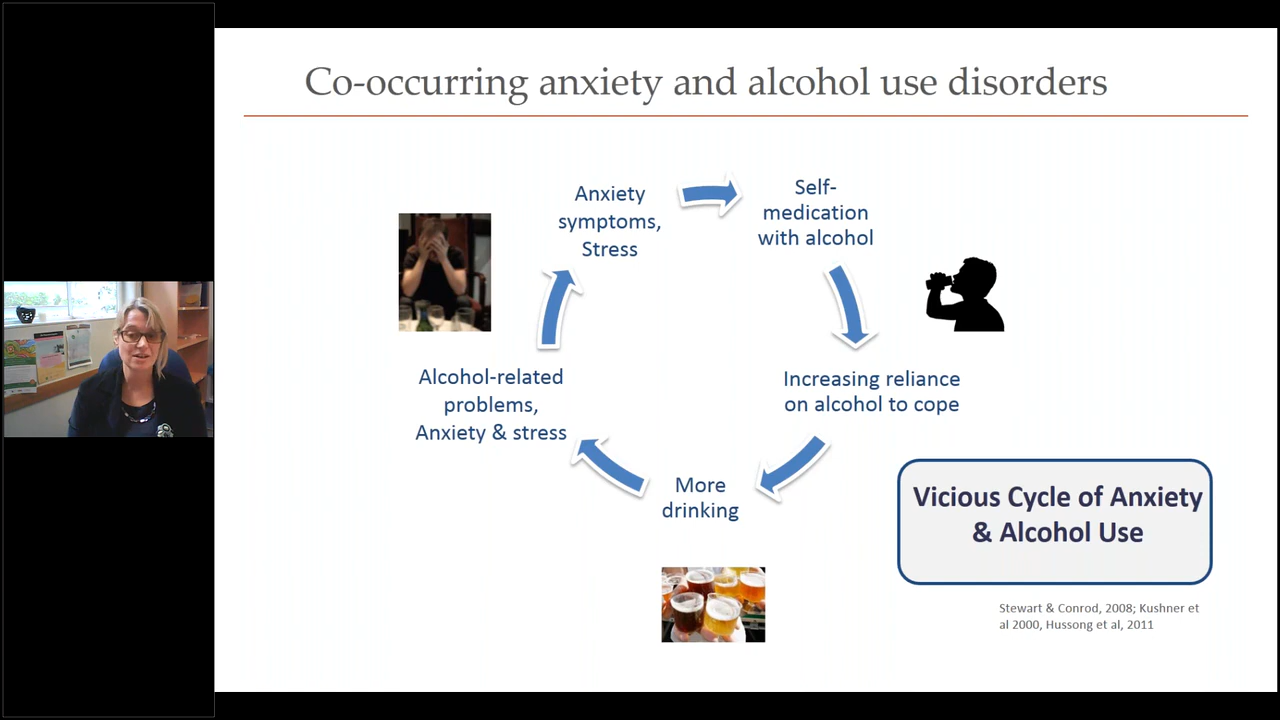 Co-occurring anxiety and alcohol use disorders
Anxiety
symptoms,
Stress
Self-
medication
with alcohol
Increasing reliance
on alcohol to cope
More
drinking
Alcohol-related
problems,
Anxiety & stress
Vicious Cycle of Anxiety
& Alcohol Use
Stewart & Conrod, 2008; Kushner et
al 2000, Hussong et al, 2011